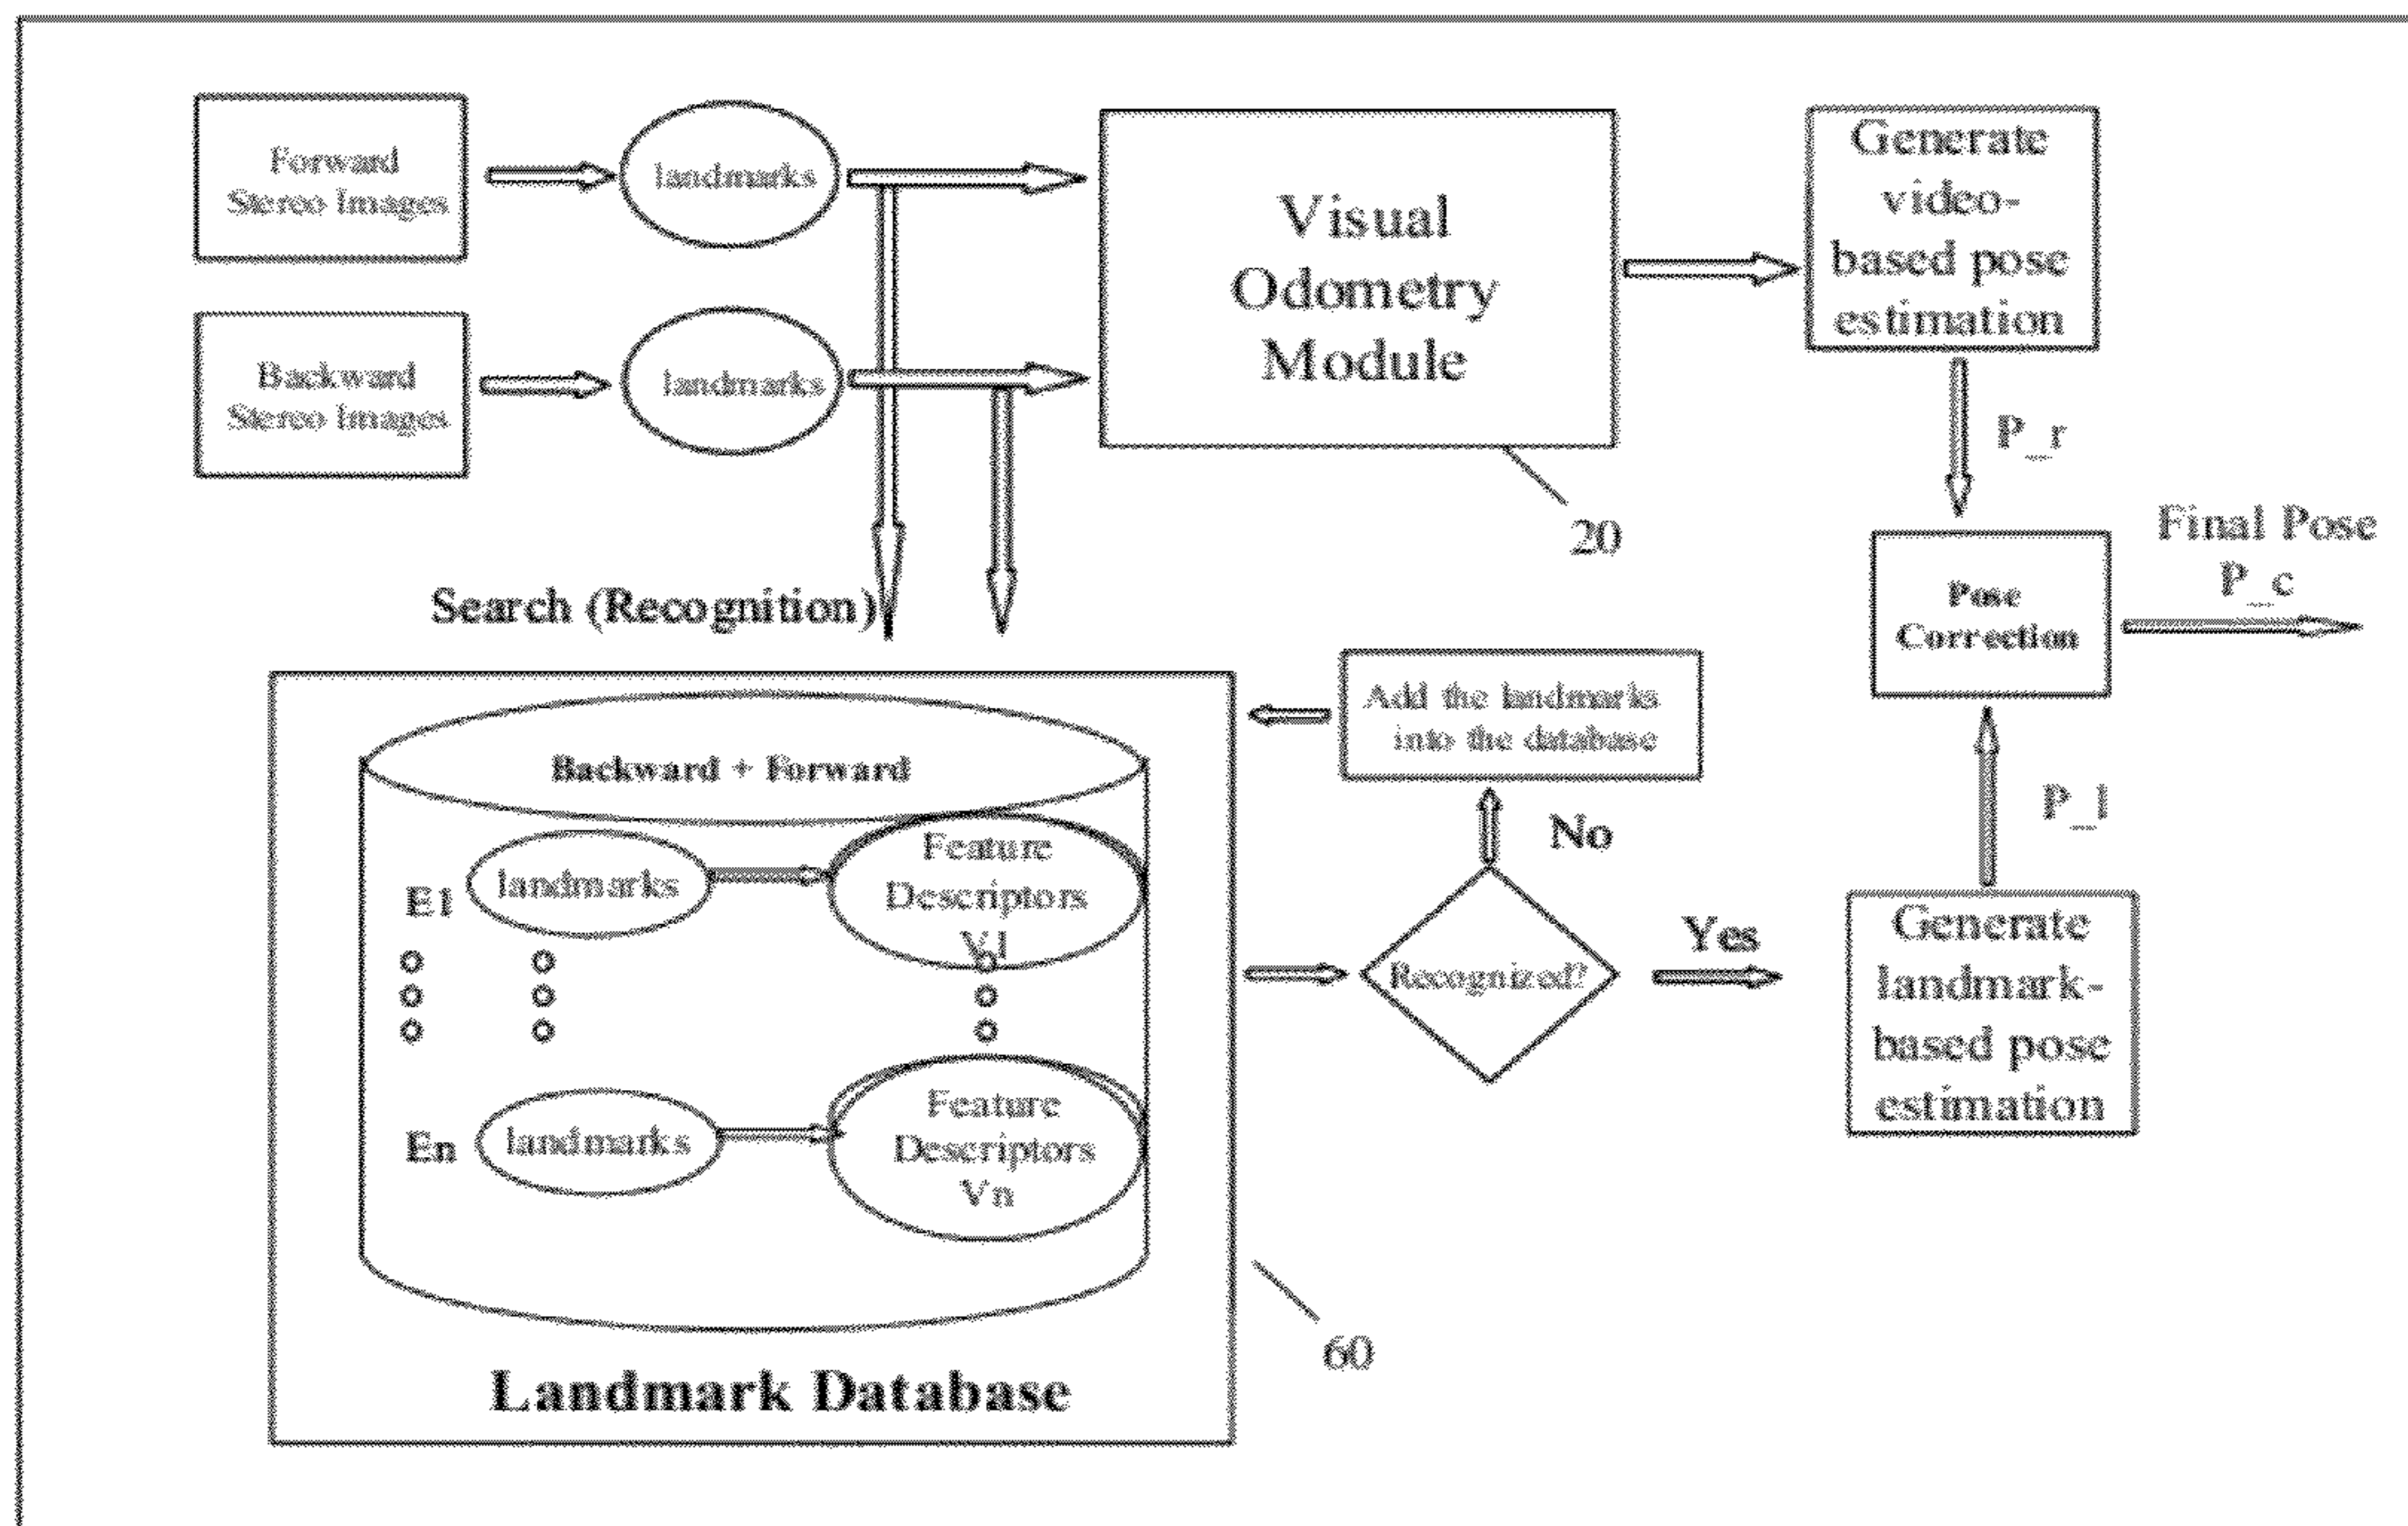 Forward
Stereo Images
landmarks
Backward
Stereo Images
landmarks
Visual
Odometry
Module
20
Generate
video-
based pose
estimation
P_r
Pose
Correction
Final Pose
P_c
Search (Recognition)
Backward + Forward
E1
landmarks
Feature
Descriptors
V1
En
landmarks
Feature
Descriptors
Vn
Landmark Database
60
Add the landmarks
into the database
No
Recognized?
Yes
Generate
landmark-
based pose
estimation
P_l